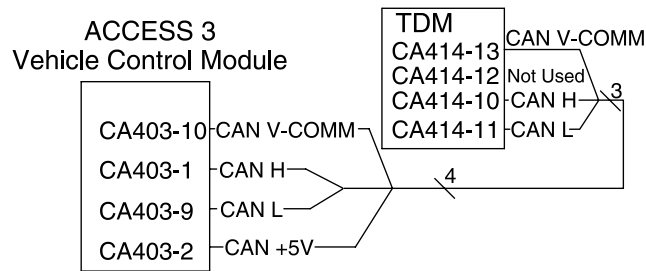 ACCESS 3
Vehicle Control Module
CA403-10 CAN V-COMM
CA403-1 CAN H
CA403-9 CAN L
CA403-2 CAN +5V
4
TDM
CA414-13 CAN V-COMM
CA414-12 Not Used
CA414-10 CAN H
CA414-11 CAN L
3